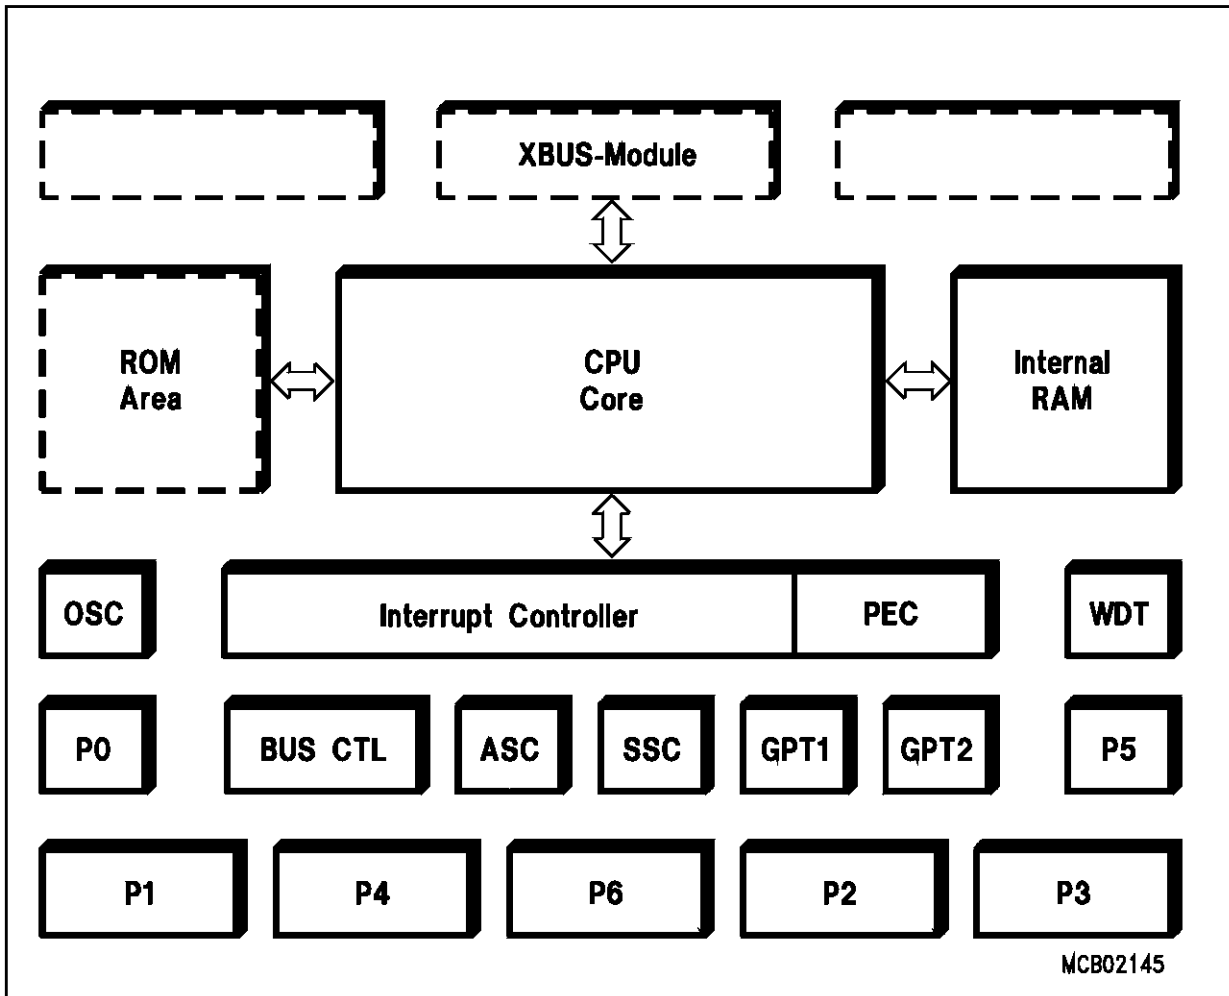 XBUS-Module
ROM
Area
CPU
Core
Internal
RAM
OSC
Interrupt Controller
PEC
WDT
P0
BUS CTL
ASC
SSC
GPT1
GPT2
P5
P1
P4
P6
P2
P3
MCB02145